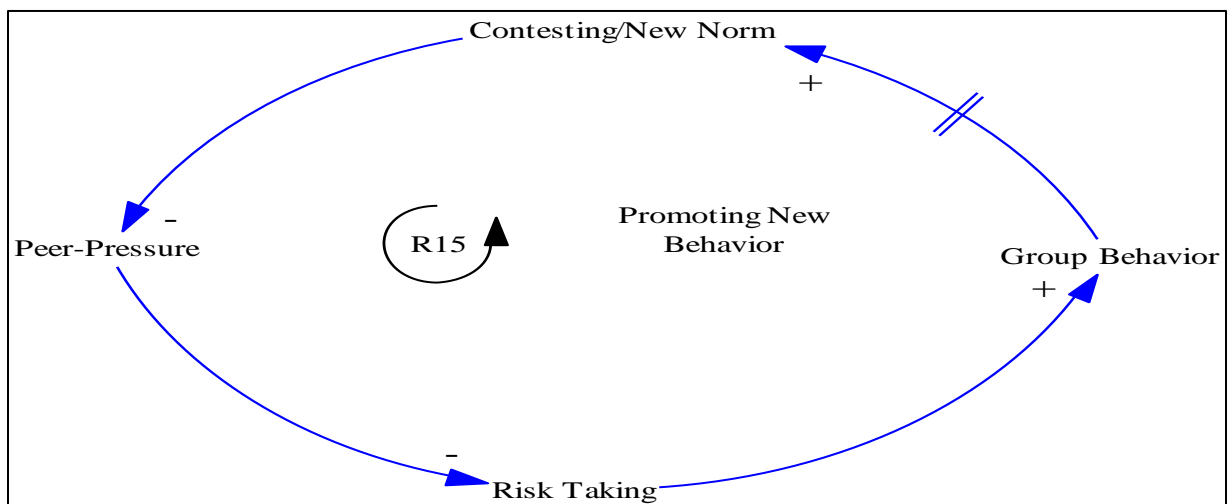 Contesting/New Norm
+
-
Peer-Pressure
R15
Promoting New
Behavior
Group Behavior
+
-
Risk Taking